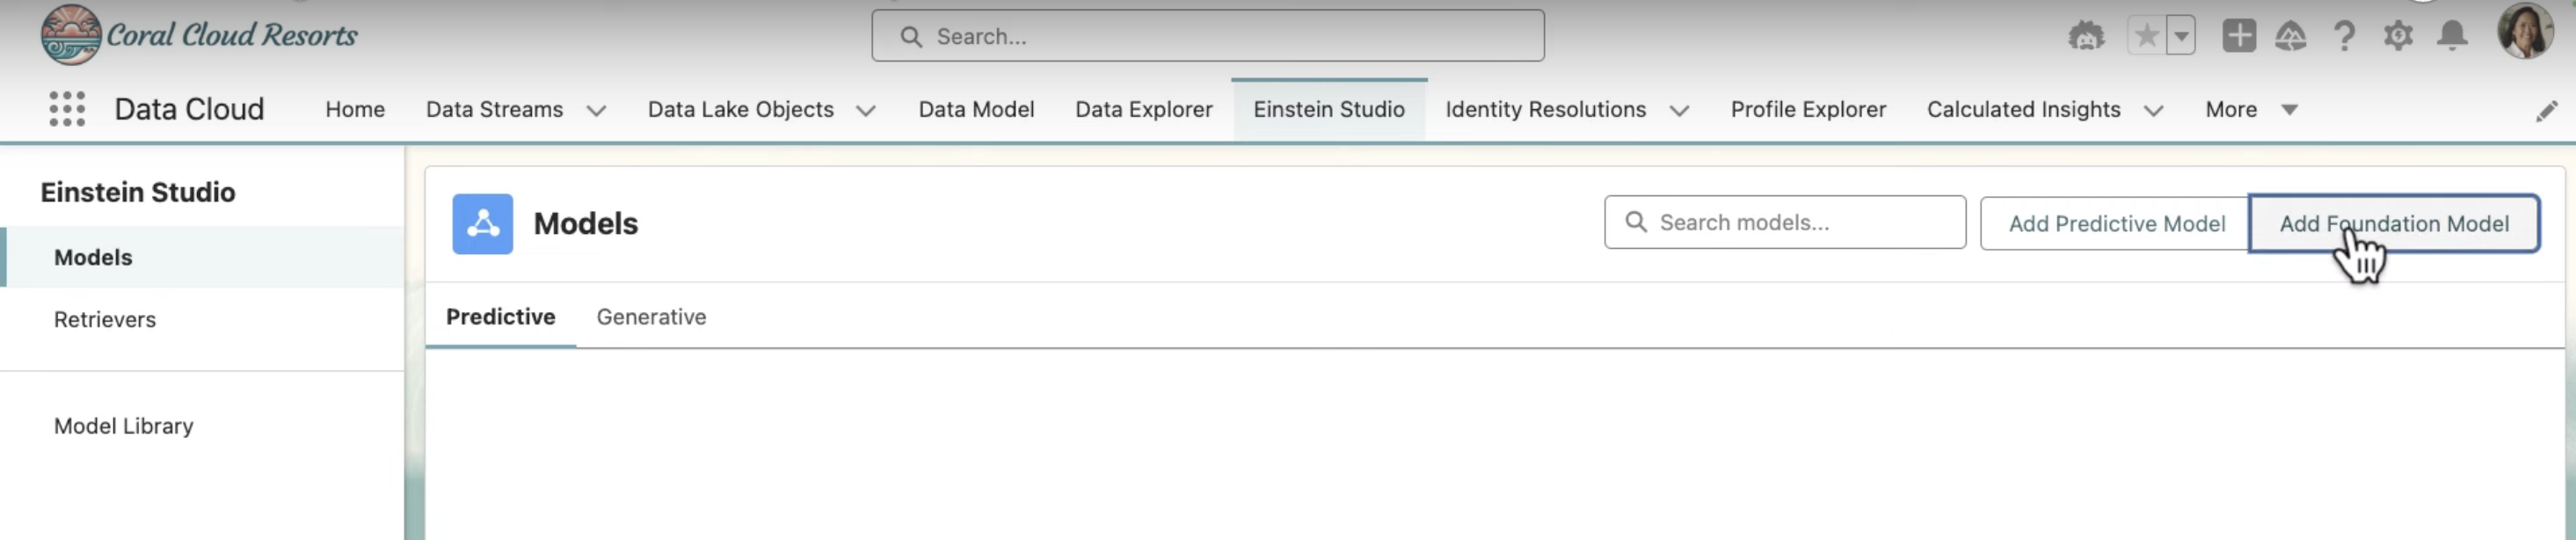 Coral Cloud Resorts
Search...
Data Cloud Home Data Streams Data Lake Objects Data Model Data Explorer Einstein Studio Identity Resolutions Profile Explorer Calculated Insights More
Einstein Studio
Models
Retrievers
Model Library
Models
Search models...
Add Predictive Model
Add Foundation Model
Predictive Generative